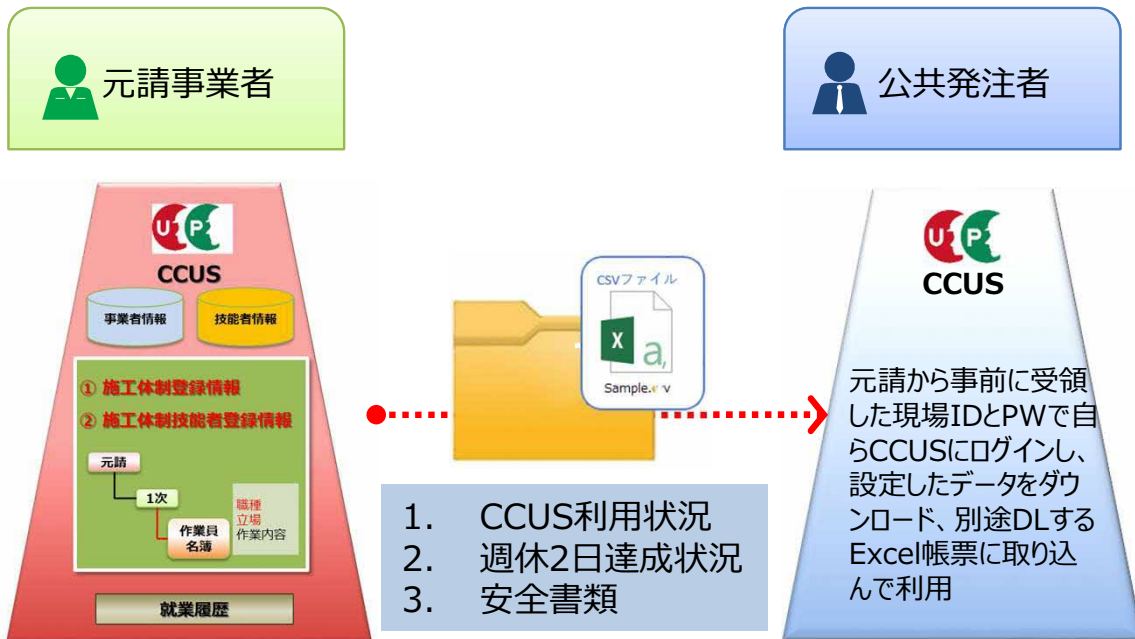 元請事業者
公共発注者
UP
CCUS
事業者情報
技能者情報
① 施工体制登録情報
② 施工体制技能者登録情報
元請
1次
作業員
名簿
職種
立場
作業内容
就業履歴
CSVファイル
X
a,
Sample.csv
1. CCUS利用状況
2. 週休2日達成状況
3. 安全書類
UP
CCUS
元請から事前に受領
した現場IDとPWで自
らCCUSにログインし、
設定したデータをダウ
ンロード、別途DLする
Excel帳票に取り込
んで利用